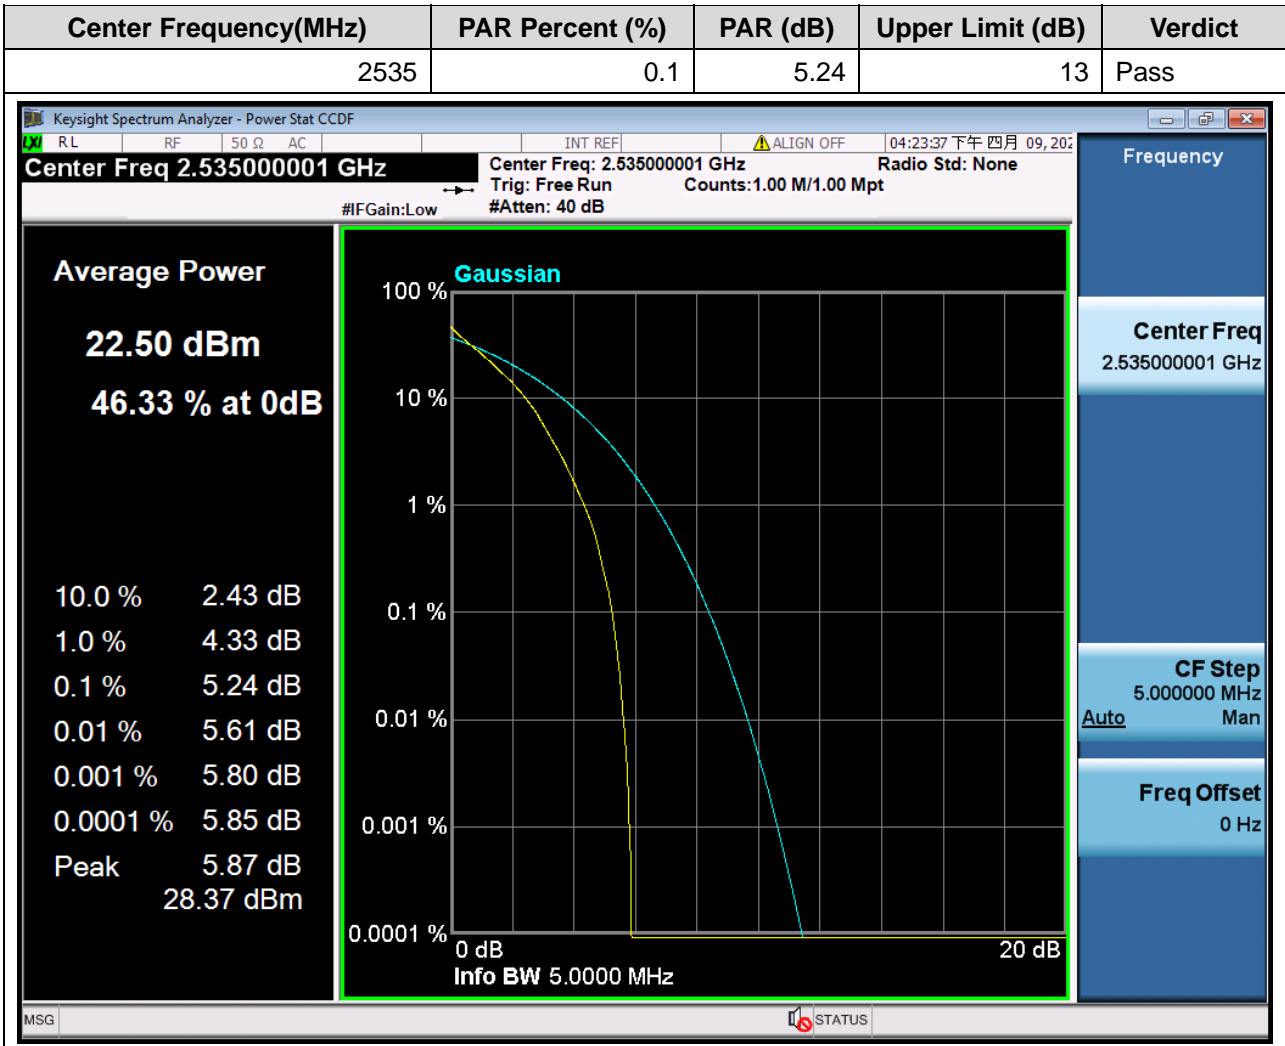 Center Frequency(MHz) PAR Percent (%) PAR (dB) Upper Limit (dB) Verdict
2535 0.1 5.24 13 Pass
Keysight Spectrum Analyzer - Power Stat CCDF
LXI RL RF 50 Ω AC INT REF ALIGN OFF 04:23:37 下午 四月 09, 202
Center Freq 2.535000001 GHz
#IFGain:Low
Center Freq: 2.535000001 GHz Radio Std: None
Trig: Free Run Counts:1.00 M/1.00 Mpt
#Atten: 40 dB
Average Power
22.50 dBm
46.33 % at 0dB
10.0 % 2.43 dB
1.0 % 4.33 dB
0.1 % 5.24 dB
0.01 % 5.61 dB
0.001 % 5.80 dB
0.0001 % 5.85 dB
Peak 5.87 dB
28.37 dBm
Gaussian
100 %
10 %
1 %
0.1 %
0.01 %
0.001 %
0.0001 %
0 dB 20 dB
Info BW 5.0000 MHz
Frequency
Center Freq
2.535000001 GHz
CF Step
5.000000 MHz
Auto Man
Freq Offset
0 Hz
MSG STATUS